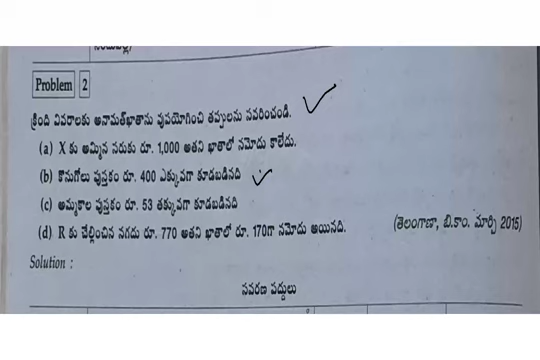 Problem 2
క్రింది వివరాలకు అనామత్‌ఖాతాను వుపయోగించి తప్పులను సవరించండి.
(a) X కు అమ్మిన సరుకు రూ. 1,000 అతని ఖాతాలో నమోదు కాలేదు.
(b) కొనుగోలు పుస్తకం రూ. 400 ఎక్కువగా కూడబడినది
(c) అమ్మకాల పుస్తకం రూ. 53 తక్కువగా కూడబడినది
(d) R కు చెల్లించిన నగదు రూ. 770 అతని ఖాతాలో రూ. 170గా నమోదు అయినది. (తెలంగాణా, బి.కాం. మార్చి 2015)
Solution :
సవరణ పద్దులు